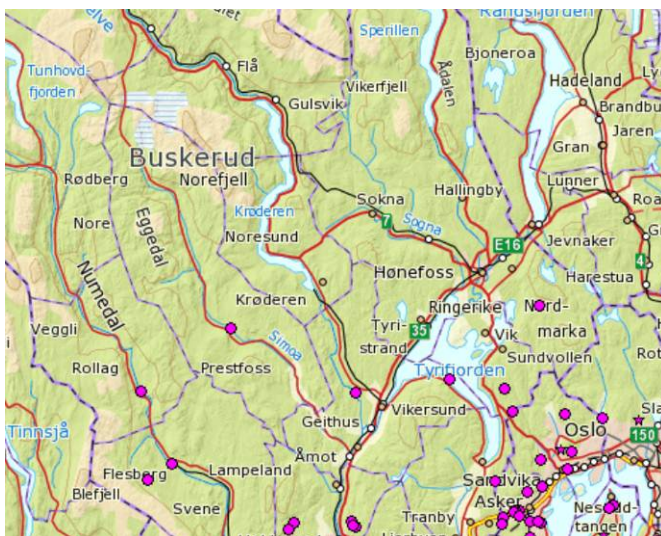 Randsfjorden
Sperillen
Flå
Bjoneroa
Tunhovd-
fjorden
Vikerfjell
Ådalen
Hadeland
Gulsvik
Jaren
Gran
Buskerud
Norefjell
Rødberg
Sokna
Hallingby
Lunner
Krøderen
7
Sogna
Nore
Eggedal
Noresund
E16
Jevnaker
4
Hønefoss
Harestua
Numedal
Krøderen
Ringerike
Nord-
marka
Veggli
Tyri-
strand
35
Vik
Simoa
Sundvollen
Rollag
Prestfoss
Tyrifjorden
Vikersund
Geithus
Oslo
150
Tinnsjå
Åmot
Flesberg
Lampeland
Sandvika
Asker
Blefjell
Svene
Tranby
tangen